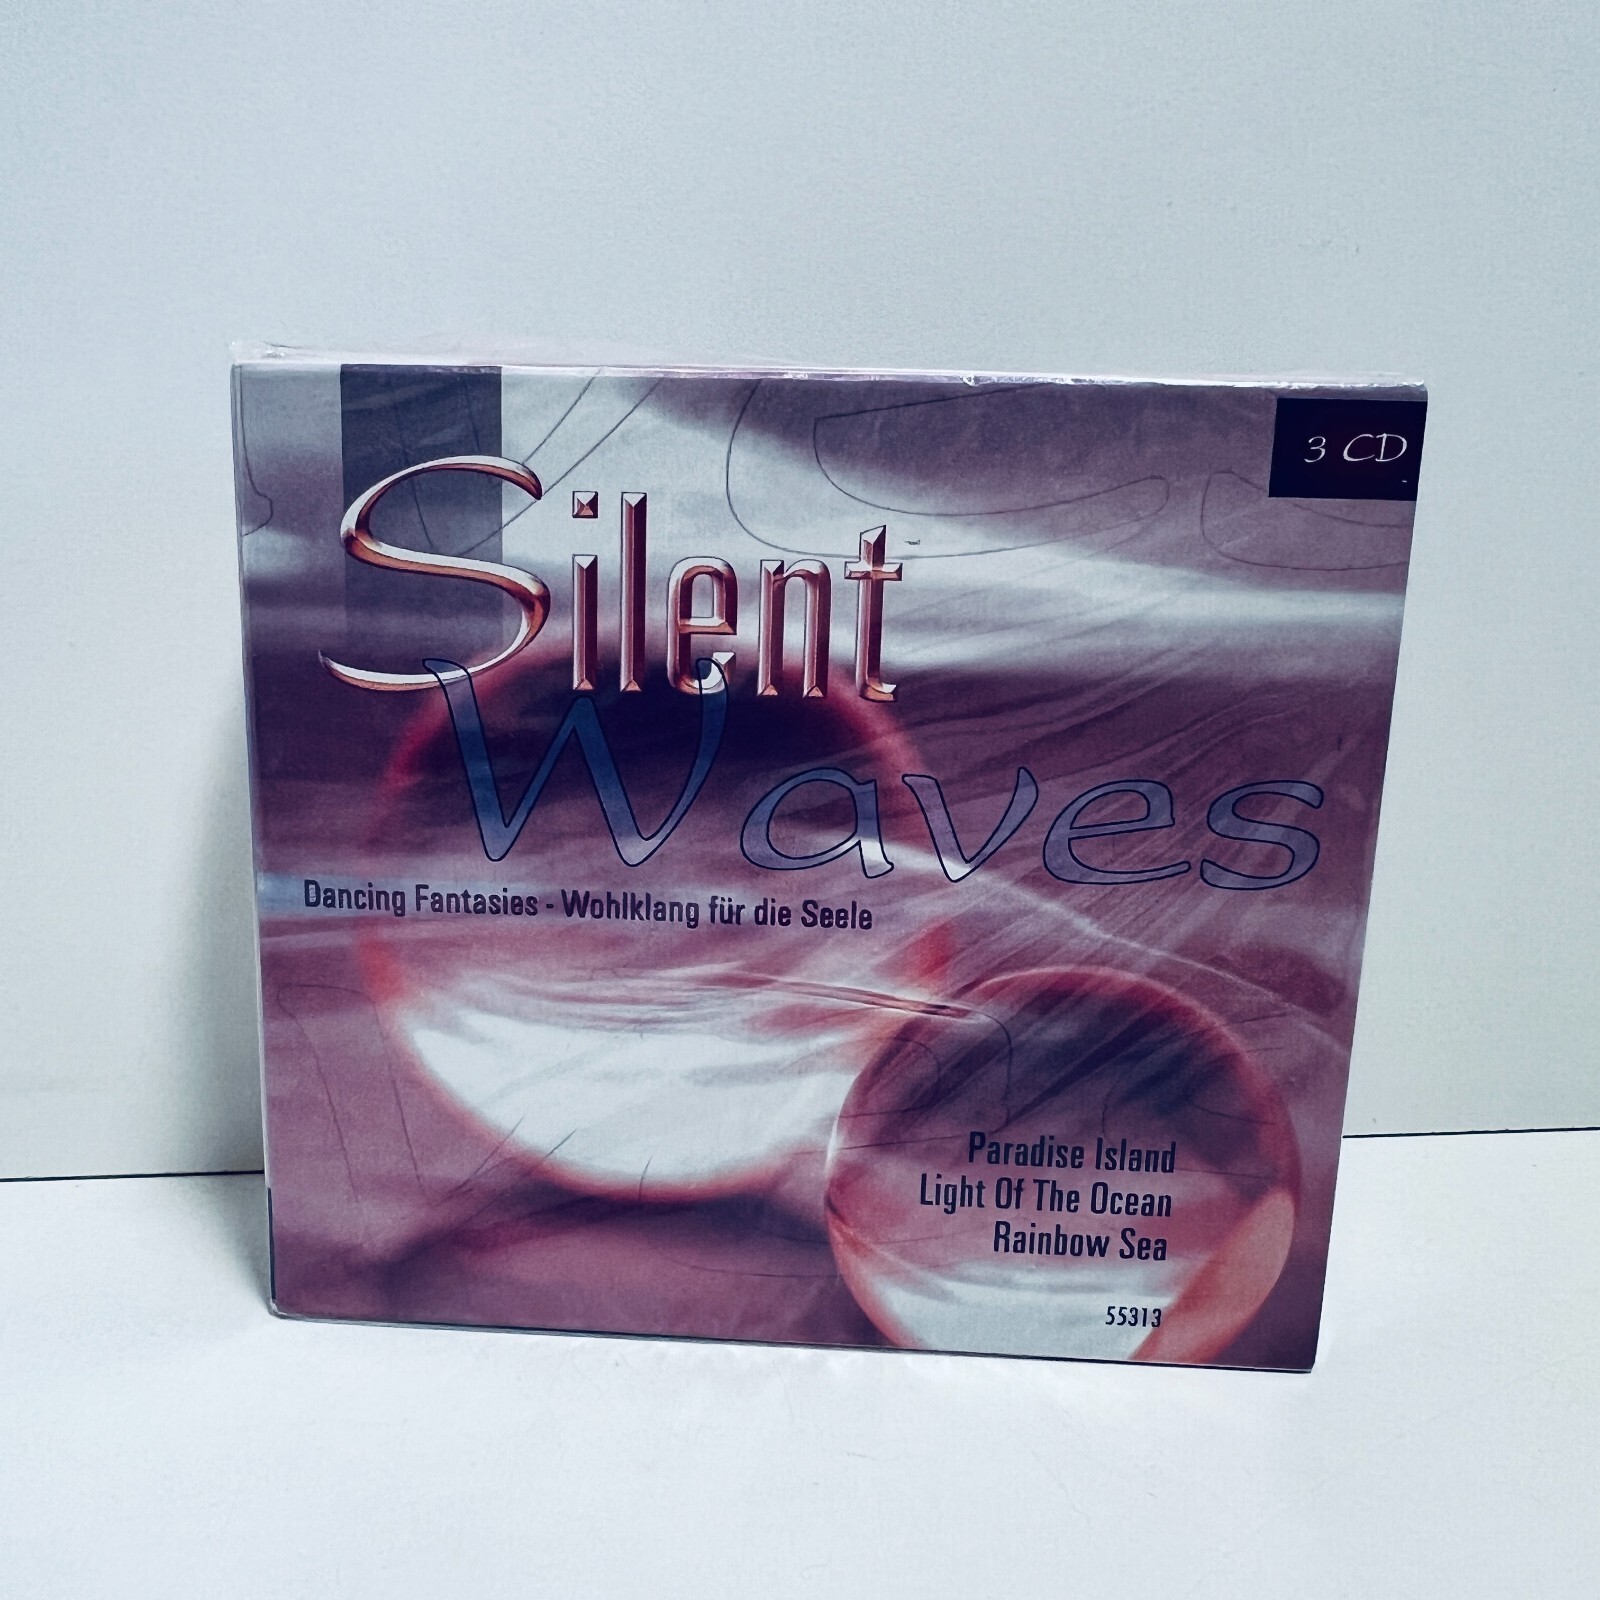 3 CD
Silent
Waves
Dancing Fantasies - Wohlklang für die Seele
Paradise Island
Light Of The Ocean
Rainbow Sea
55313